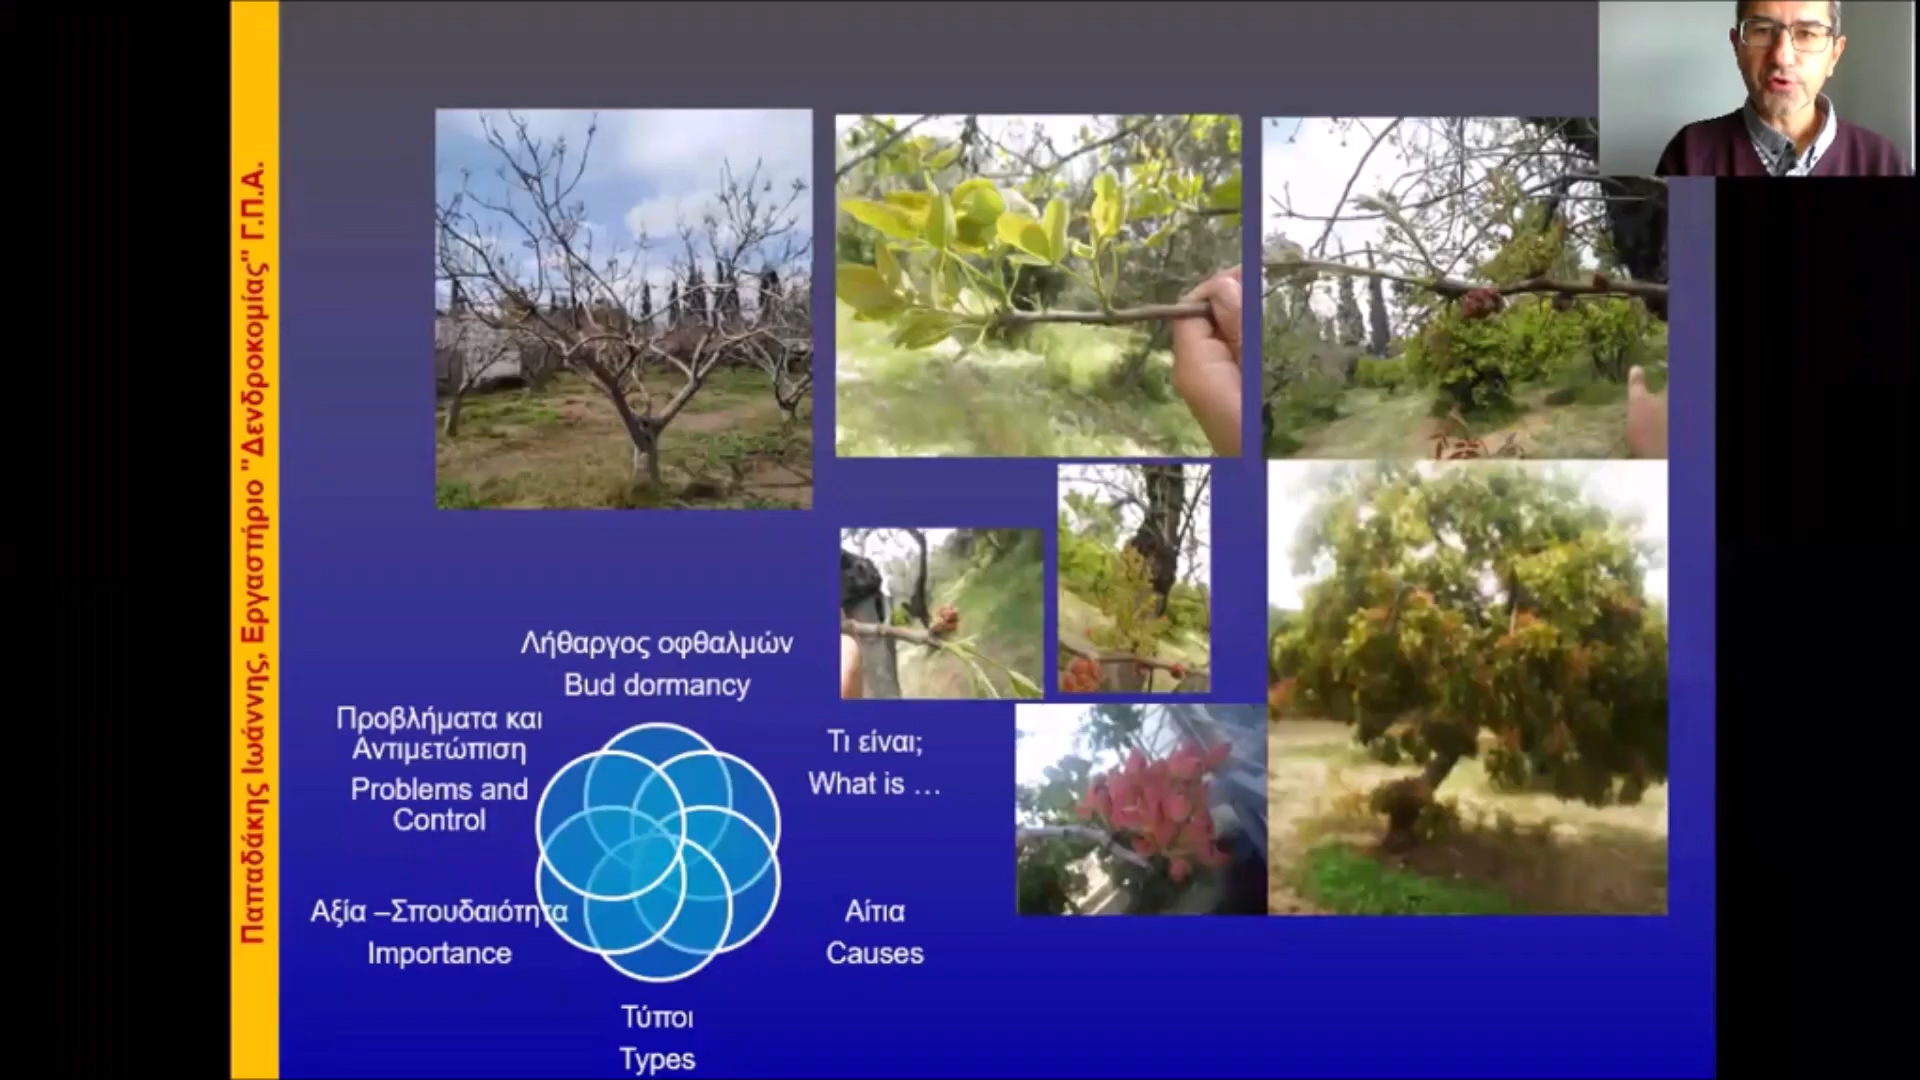 Παπαδάκης Ιωάννης, Εργαστήριο "Δενδροκομίας" Γ.Π.Α.
Λήθαργος οφθαλμών
Bud dormancy
Προβλήματα και
Αντιμετώπιση
Problems and
Control
Τι είναι;
What is …
Αξία –Σπουδαιότητα
Importance
Αίτια
Causes
Τύποι
Types